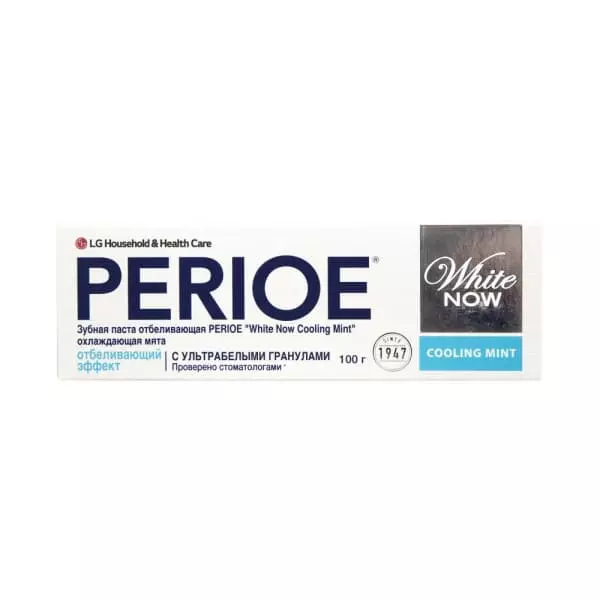 LG Household & Health Care
PERIOE®
Зубная паста отбеливающая PERIOE "White Now Cooling Mint"
охлаждающая мята
отбеливающий
эффект
С УЛЬТРАБЕЛЫМИ ГРАНУЛАМИ
Проверено стоматологами*
100 г
SINCE
1947
White
NOW
COOLING MINT